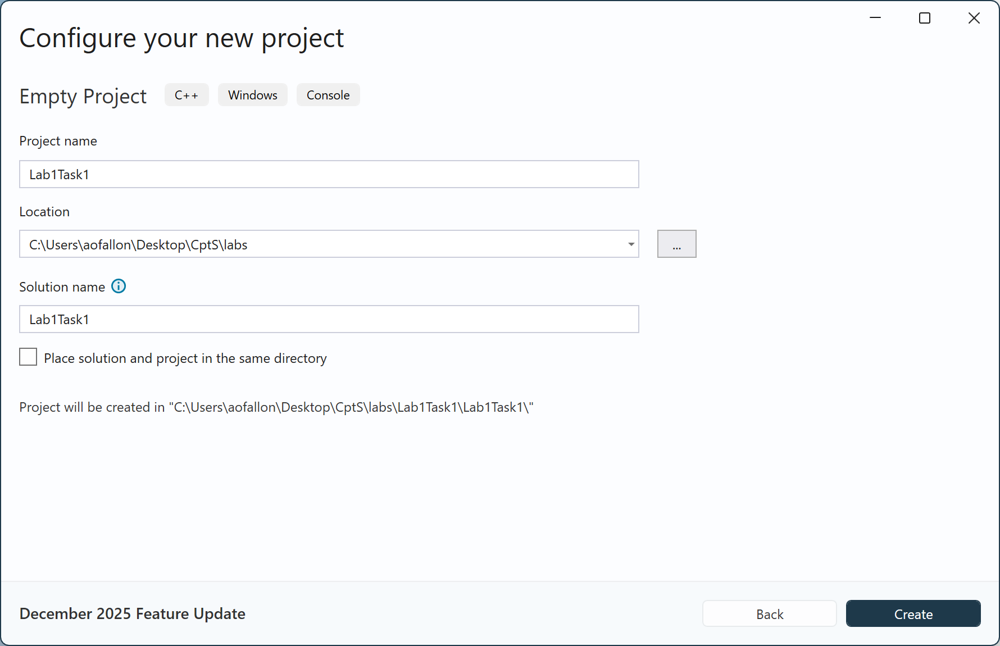 Configure your new project
Empty Project C++ Windows Console
Project name
Lab1Task1
Location
C:\Users\aofallon\Desktop\CptS\labs
...
Solution name
Lab1Task1
Place solution and project in the same directory
Project will be created in "C:\Users\aofallon\Desktop\CptS\labs\Lab1Task1\Lab1Task1\"
December 2025 Feature Update
Back
Create